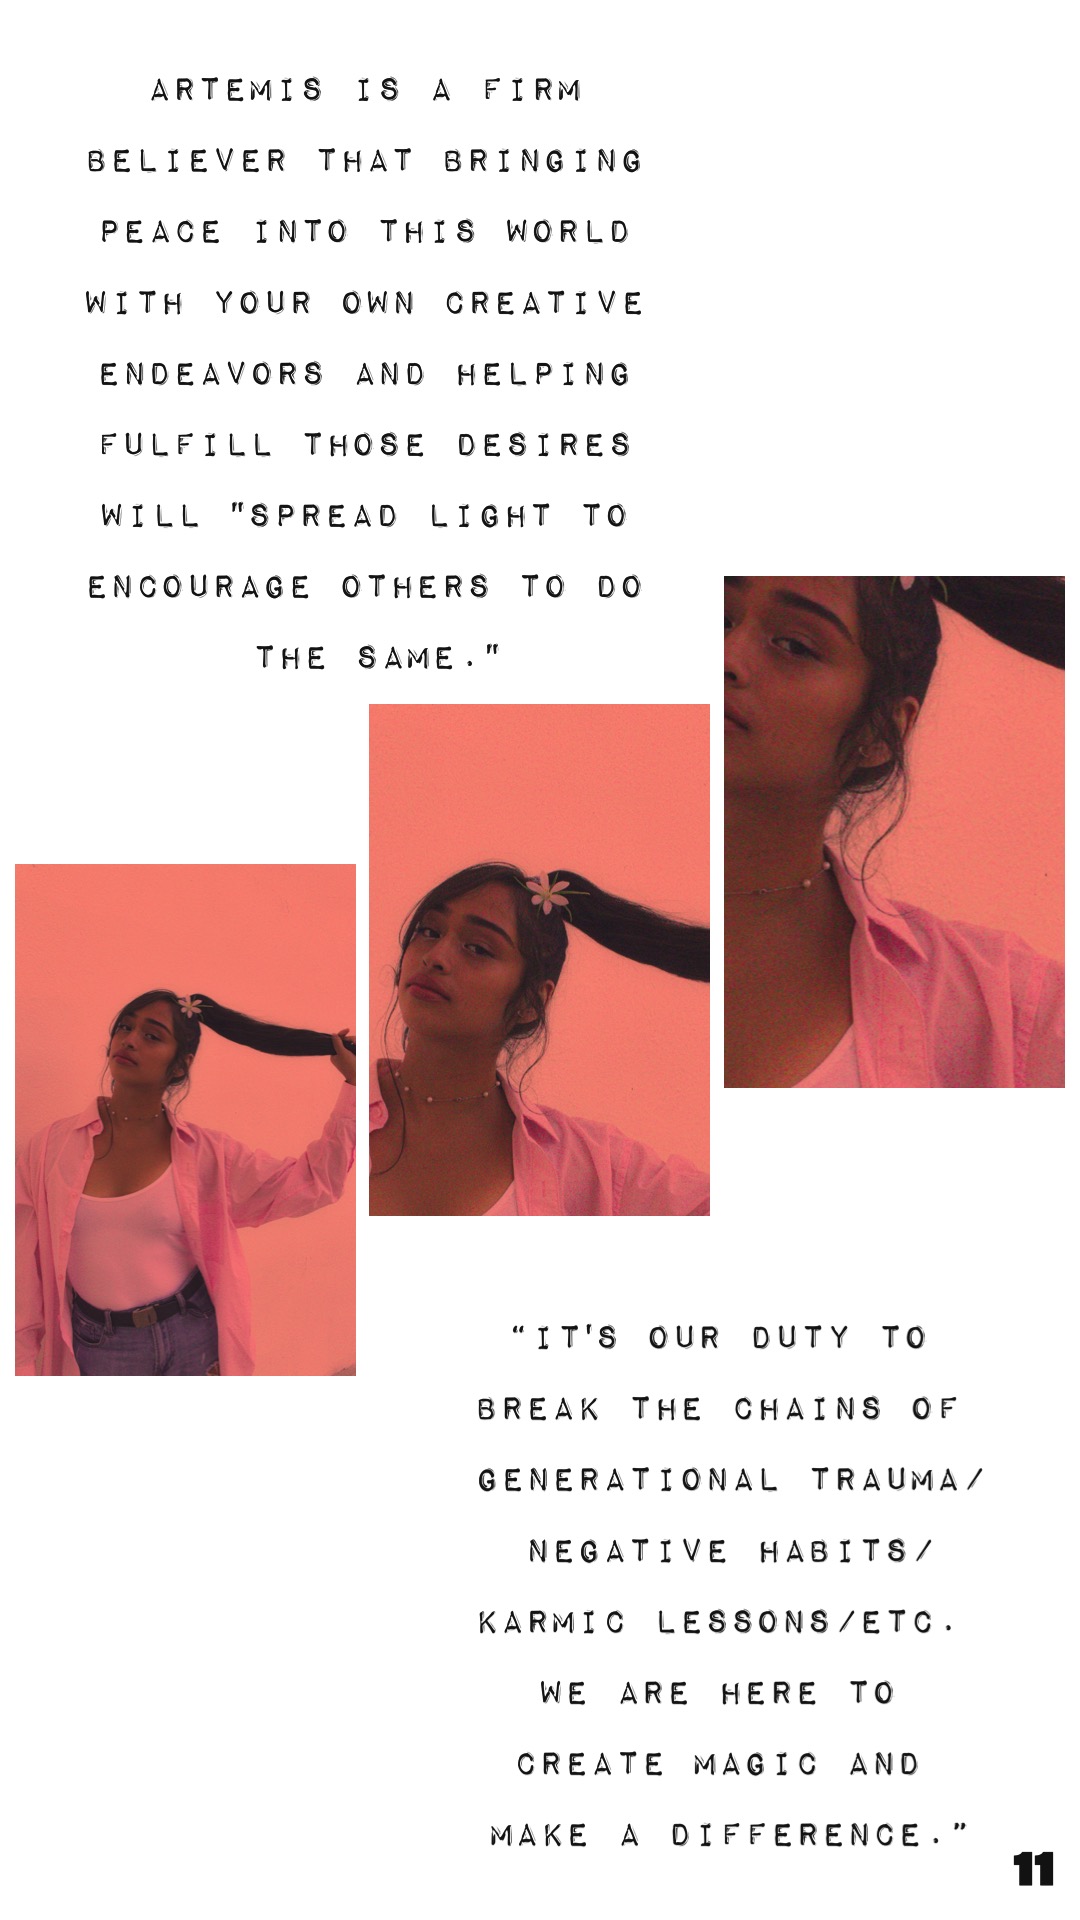 ARTEMIS IS A FIRM
BELIEVER THAT BRINGING
PEACE INTO THIS WORLD
WITH YOUR OWN CREATIVE
ENDEAVORS AND HELPING
FULFILL THOSE DESIRES
WILL "SPREAD LIGHT TO
ENCOURAGE OTHERS TO DO
THE SAME."
“IT'S OUR DUTY TO
BREAK THE CHAINS OF
GENERATIONAL TRAUMA/
NEGATIVE HABITS/
KARMIC LESSONS/ETC.
WE ARE HERE TO
CREATE MAGIC AND
MAKE A DIFFERENCE.”
11